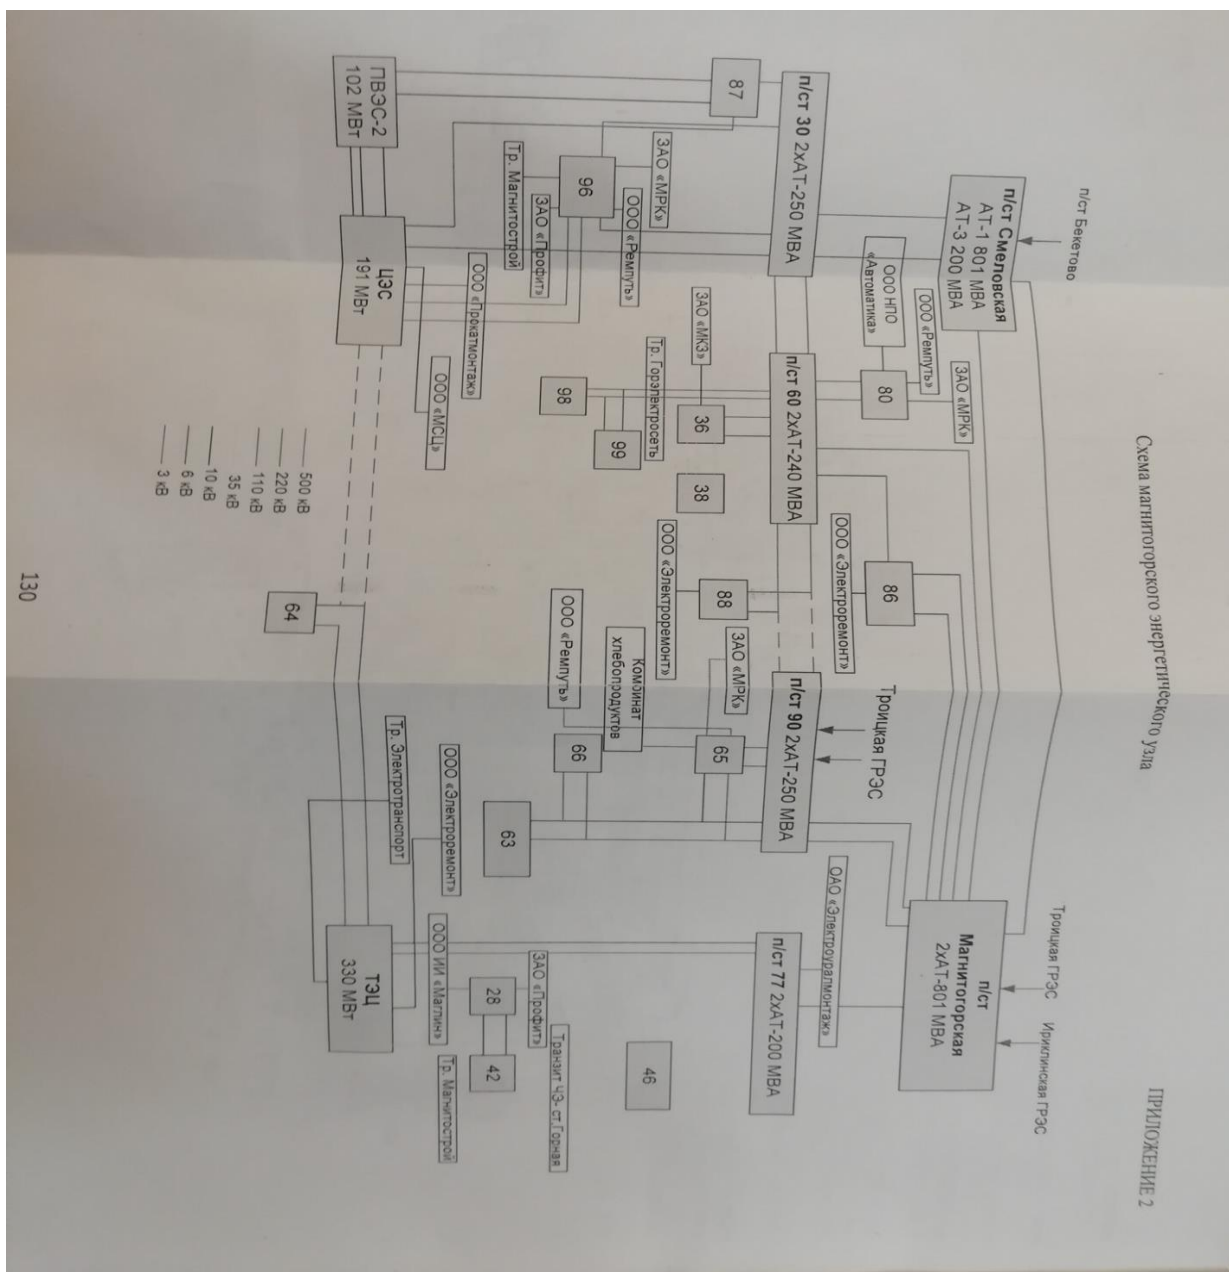 ПРИЛОЖЕНИЕ 2
Схема магнитогорского энергетического узла
п/ст Бекетово
Троицкая ГРЭС
Ириклинская ГРЭС
п/ст Смеловская
АТ-1 801 МВА
АТ-3 200 МВА
п/ст
Магнитогорская
2хАТ-801 МВА
ЗАО «МРК»
ООО «Ремпуть»
ООО НПО
«Автоматика»
80
86
Троицкая ГРЭС
ООО «Электроремонт»
ОАО «Электроуралмонтаж»
п/ст 30 2хАТ-250 МВА
п/ст 60 2хАТ-240 МВА
п/ст 90 2хАТ-250 МВА
п/ст 77 2хАТ-200 МВА
87
ЗАО «МРК»
ООО «Ремпуть»
ЗАО «МКЗ»
36
38
88
ЗАО «МРК»
65
ООО «Электроремонт»
46
96
Тр. Горэлектросеть
99
98
Комбинат
хлебопродуктов
ООО «Ремпуть»
66
63
ЗАО «Профит»
Тр. Магнитострой
Транзит ЧЭ- ст.Горная
ЗАО «Профит»
28
42
ООО «Прокатмонтаж»
ООО «МСЦ»
ООО «Электроремонт»
ООО ИИ «Маглин»
Тр. Магнитострой
Тр. Электротранспорт
ПВЭС-2
102 МВт
ЦЭС
191 МВт
64
ТЭЦ
330 МВт
500 кВ
220 кВ
110 кВ
35 кВ
10 кВ
6 кВ
3 кВ
130